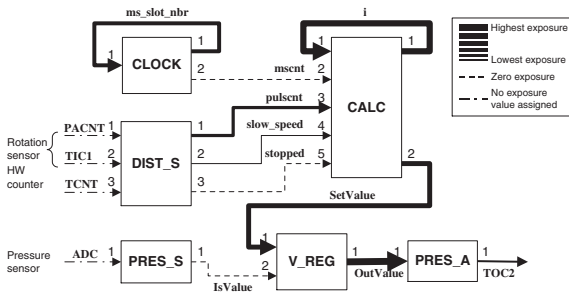 ms_slot_nbr
1 CLOCK 1
2
mscnt
i
1 1
2
CALC
pulscnt
3
slow_speed
4
stopped
5
2
Highest exposure
Lowest exposure
Zero exposure
No exposure
value assigned
Rotation
sensor
HW
counter
PACNT 1
TIC1 2
TCNT 3
DIST_S
1
2
3
SetValue
Pressure
sensor
ADC 1 PRES_S 1
IsValue
1
2
V_REG 1
OutValue
1 PRES_A 1
TOC2